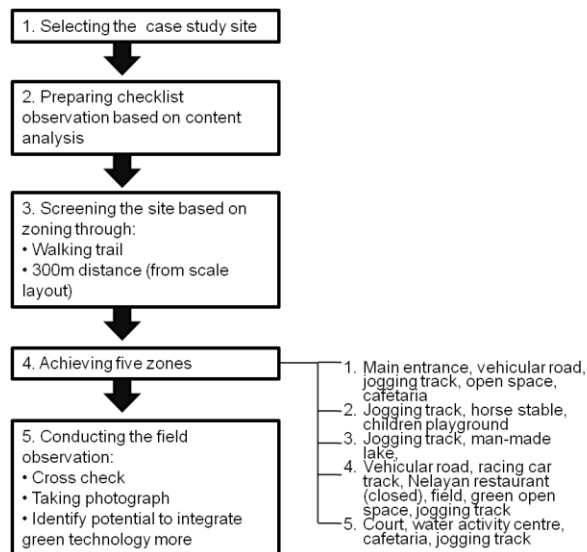 1. Selecting the case study site
2. Preparing checklist
observation based on content
analysis
3. Screening the site based on
zoning through:
• Walking trail
• 300m distance (from scale
layout)
4. Achieving five zones
1. Main entrance, vehicular road,
jogging track, open space,
cafetaria
2. Jogging track, horse stable,
children playground
3. Jogging track, man-made
lake,
4. Vehicular road, racing car
track, Nelayan restaurant
(closed), field, green open
space, jogging track
5. Court, water activity centre,
cafetaria, jogging track
5. Conducting the field
observation:
• Cross check
• Taking photograph
• Identify potential to integrate
green technology more